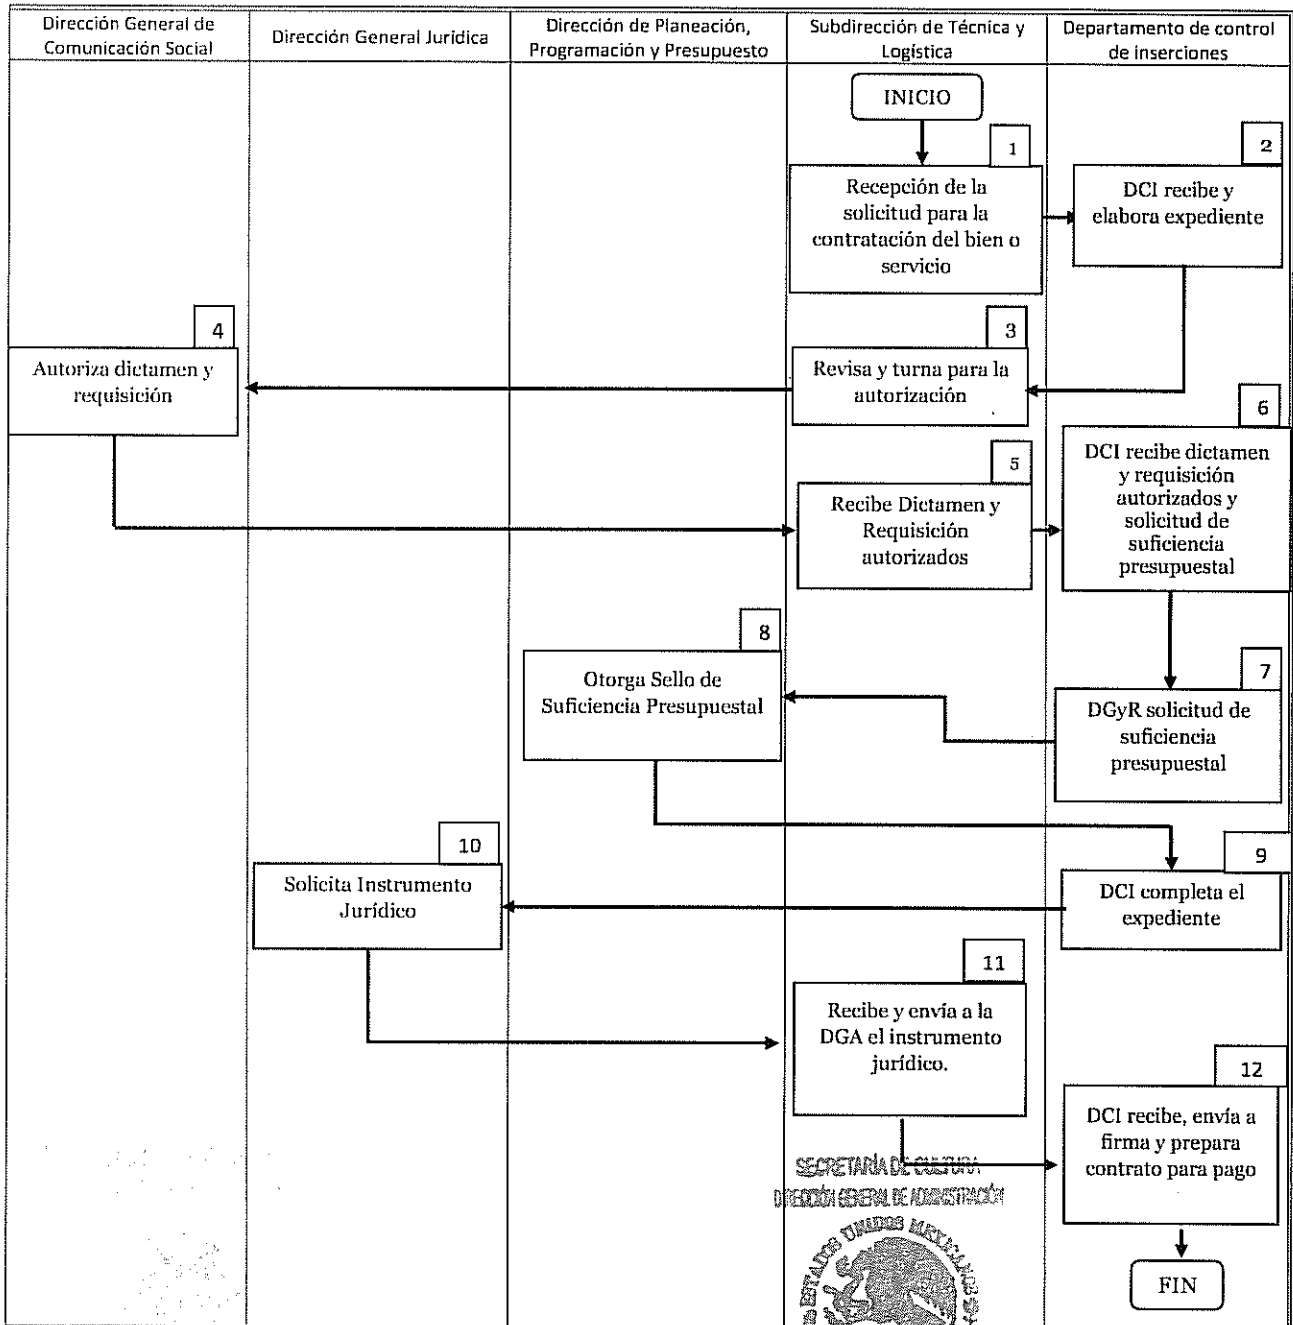 Dirección General de
Comunicación Social
Dirección General Jurídica
Dirección de Planeación,
Programación y Presupuesto
Subdirección de Técnica y
Logística
Departamento de control
de inserciones
INICIO
1
Recepción de la
solicitud para la
contratación del bien o
servicio
2
DCI recibe y
elabora expediente
3
Revisa y turna para la
autorización
4
Autoriza dictamen y
requisición
5
Recibe Dictamen y
Requisición
autorizados
6
DCI recibe dictamen
y requisición
autorizados y
solicitud de
suficiencia
presupuestal
7
DGyR solicitud de
suficiencia
presupuestal
8
Otorga Sello de
Suficiencia Presupuestal
9
DCI completa el
expediente
10
Solicita Instrumento
Jurídico
11
Recibe y envía a la
DGA el instrumento
jurídico.
12
DCI recibe, envía a
firma y prepara
contrato para pago
FIN
SECRETARÍA DE CULTURA
DIRECCIÓN GENERAL DE ADMINISTRACIÓN
ESTADOS UNIDOS MEXICANOS